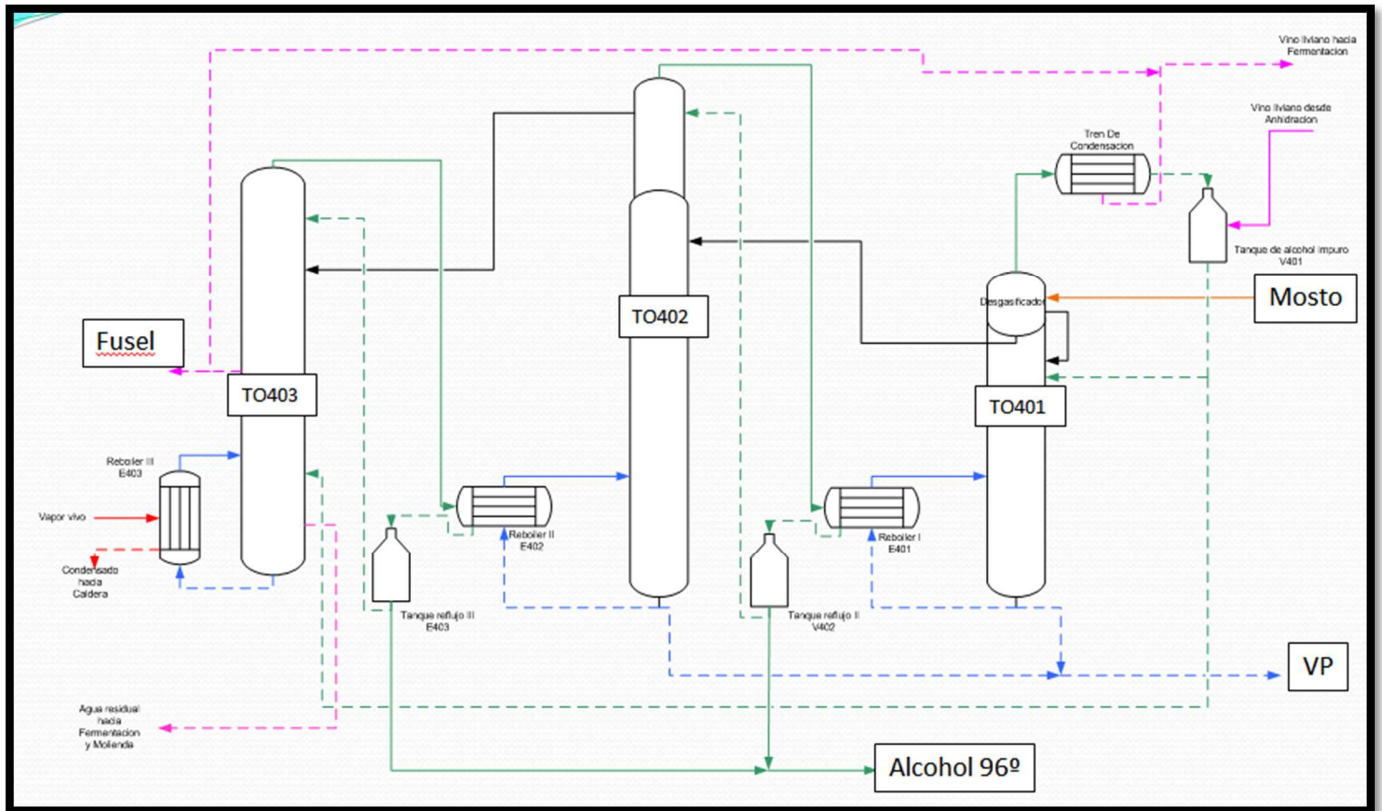 Vino liviano hacia
Fermentacion
Vino liviano desde
Anhidracion
Tren De
Condensacion
Tanque de alcohol impuro
V401
Desgasificador
Mosto
TO402
Fusel
TO403
TO401
Reboiler III
E403
Vapor vivo
Condensado
hacia
Caldera
Reboiler II
E402
Reboiler I
E401
Tanque reflujo III
E403
Tanque reflujo II
V402
VP
Agua residual
hacia
Fermentacion
y Molienda
Alcohol 96º